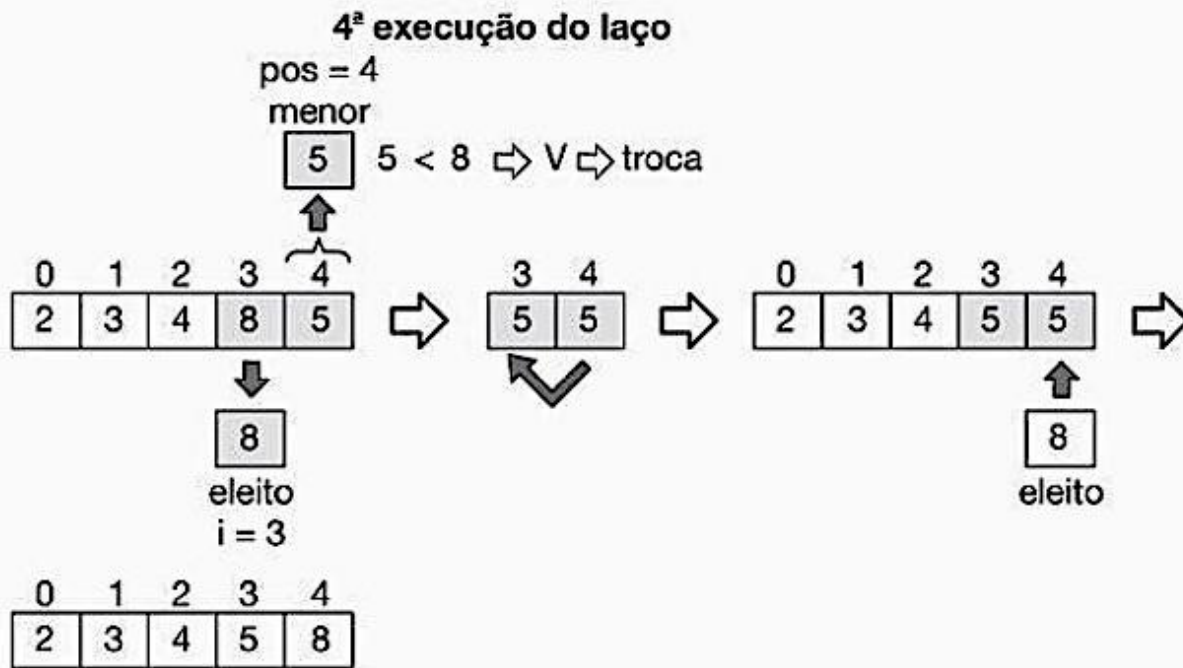 4ª execução do laço
pos = 4
menor
5 5 < 8 ⇨ V ⇨ troca
0 1 2 3 4 3 4 0 1 2 3 4
2 3 4 8 5 5 5 2 3 4 5 5
8 8
eleito eleito
i = 3
0 1 2 3 4
2 3 4 5 8